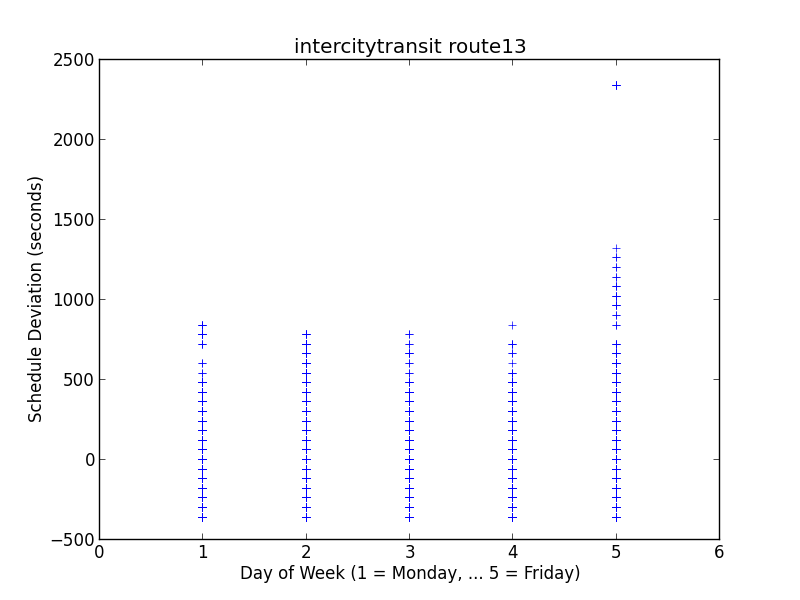 intercitytransit route13
2500
2000
1500
1000
500
0
−500
Schedule Deviation (seconds)
0 1 2 3 4 5 6
Day of Week (1 = Monday, ... 5 = Friday)